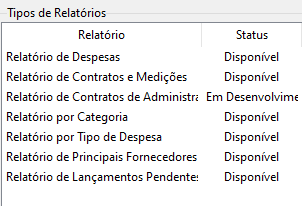 Tipos de Relatórios
Relatório Status
Relatório de Despesas Disponível
Relatório de Contratos e Medições Disponível
Relatório de Contratos de Administra Em Desenvolvime
Relatório por Categoria Disponível
Relatório por Tipo de Despesa Disponível
Relatório de Principais Fornecedores Disponível
Relatório de Lançamentos Pendentes Disponível